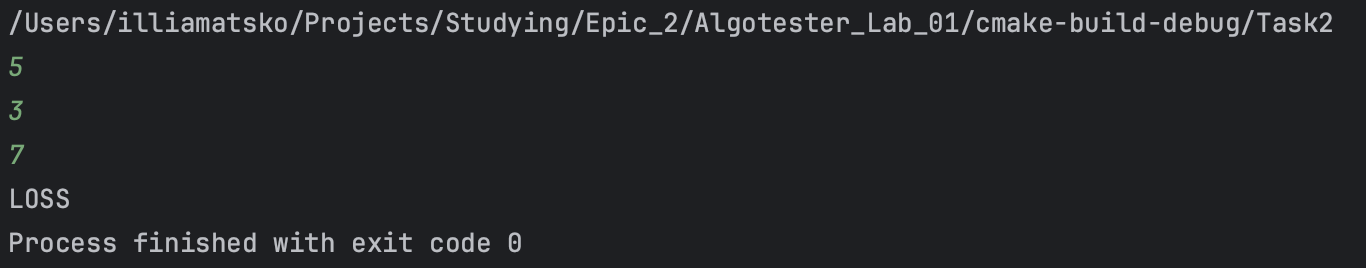 /Users/illiamatsko/Projects/Studying/Epic_2/Algotester_Lab_01/cmake-build-debug/Task2
5
3
7
LOSS
Process finished with exit code 0